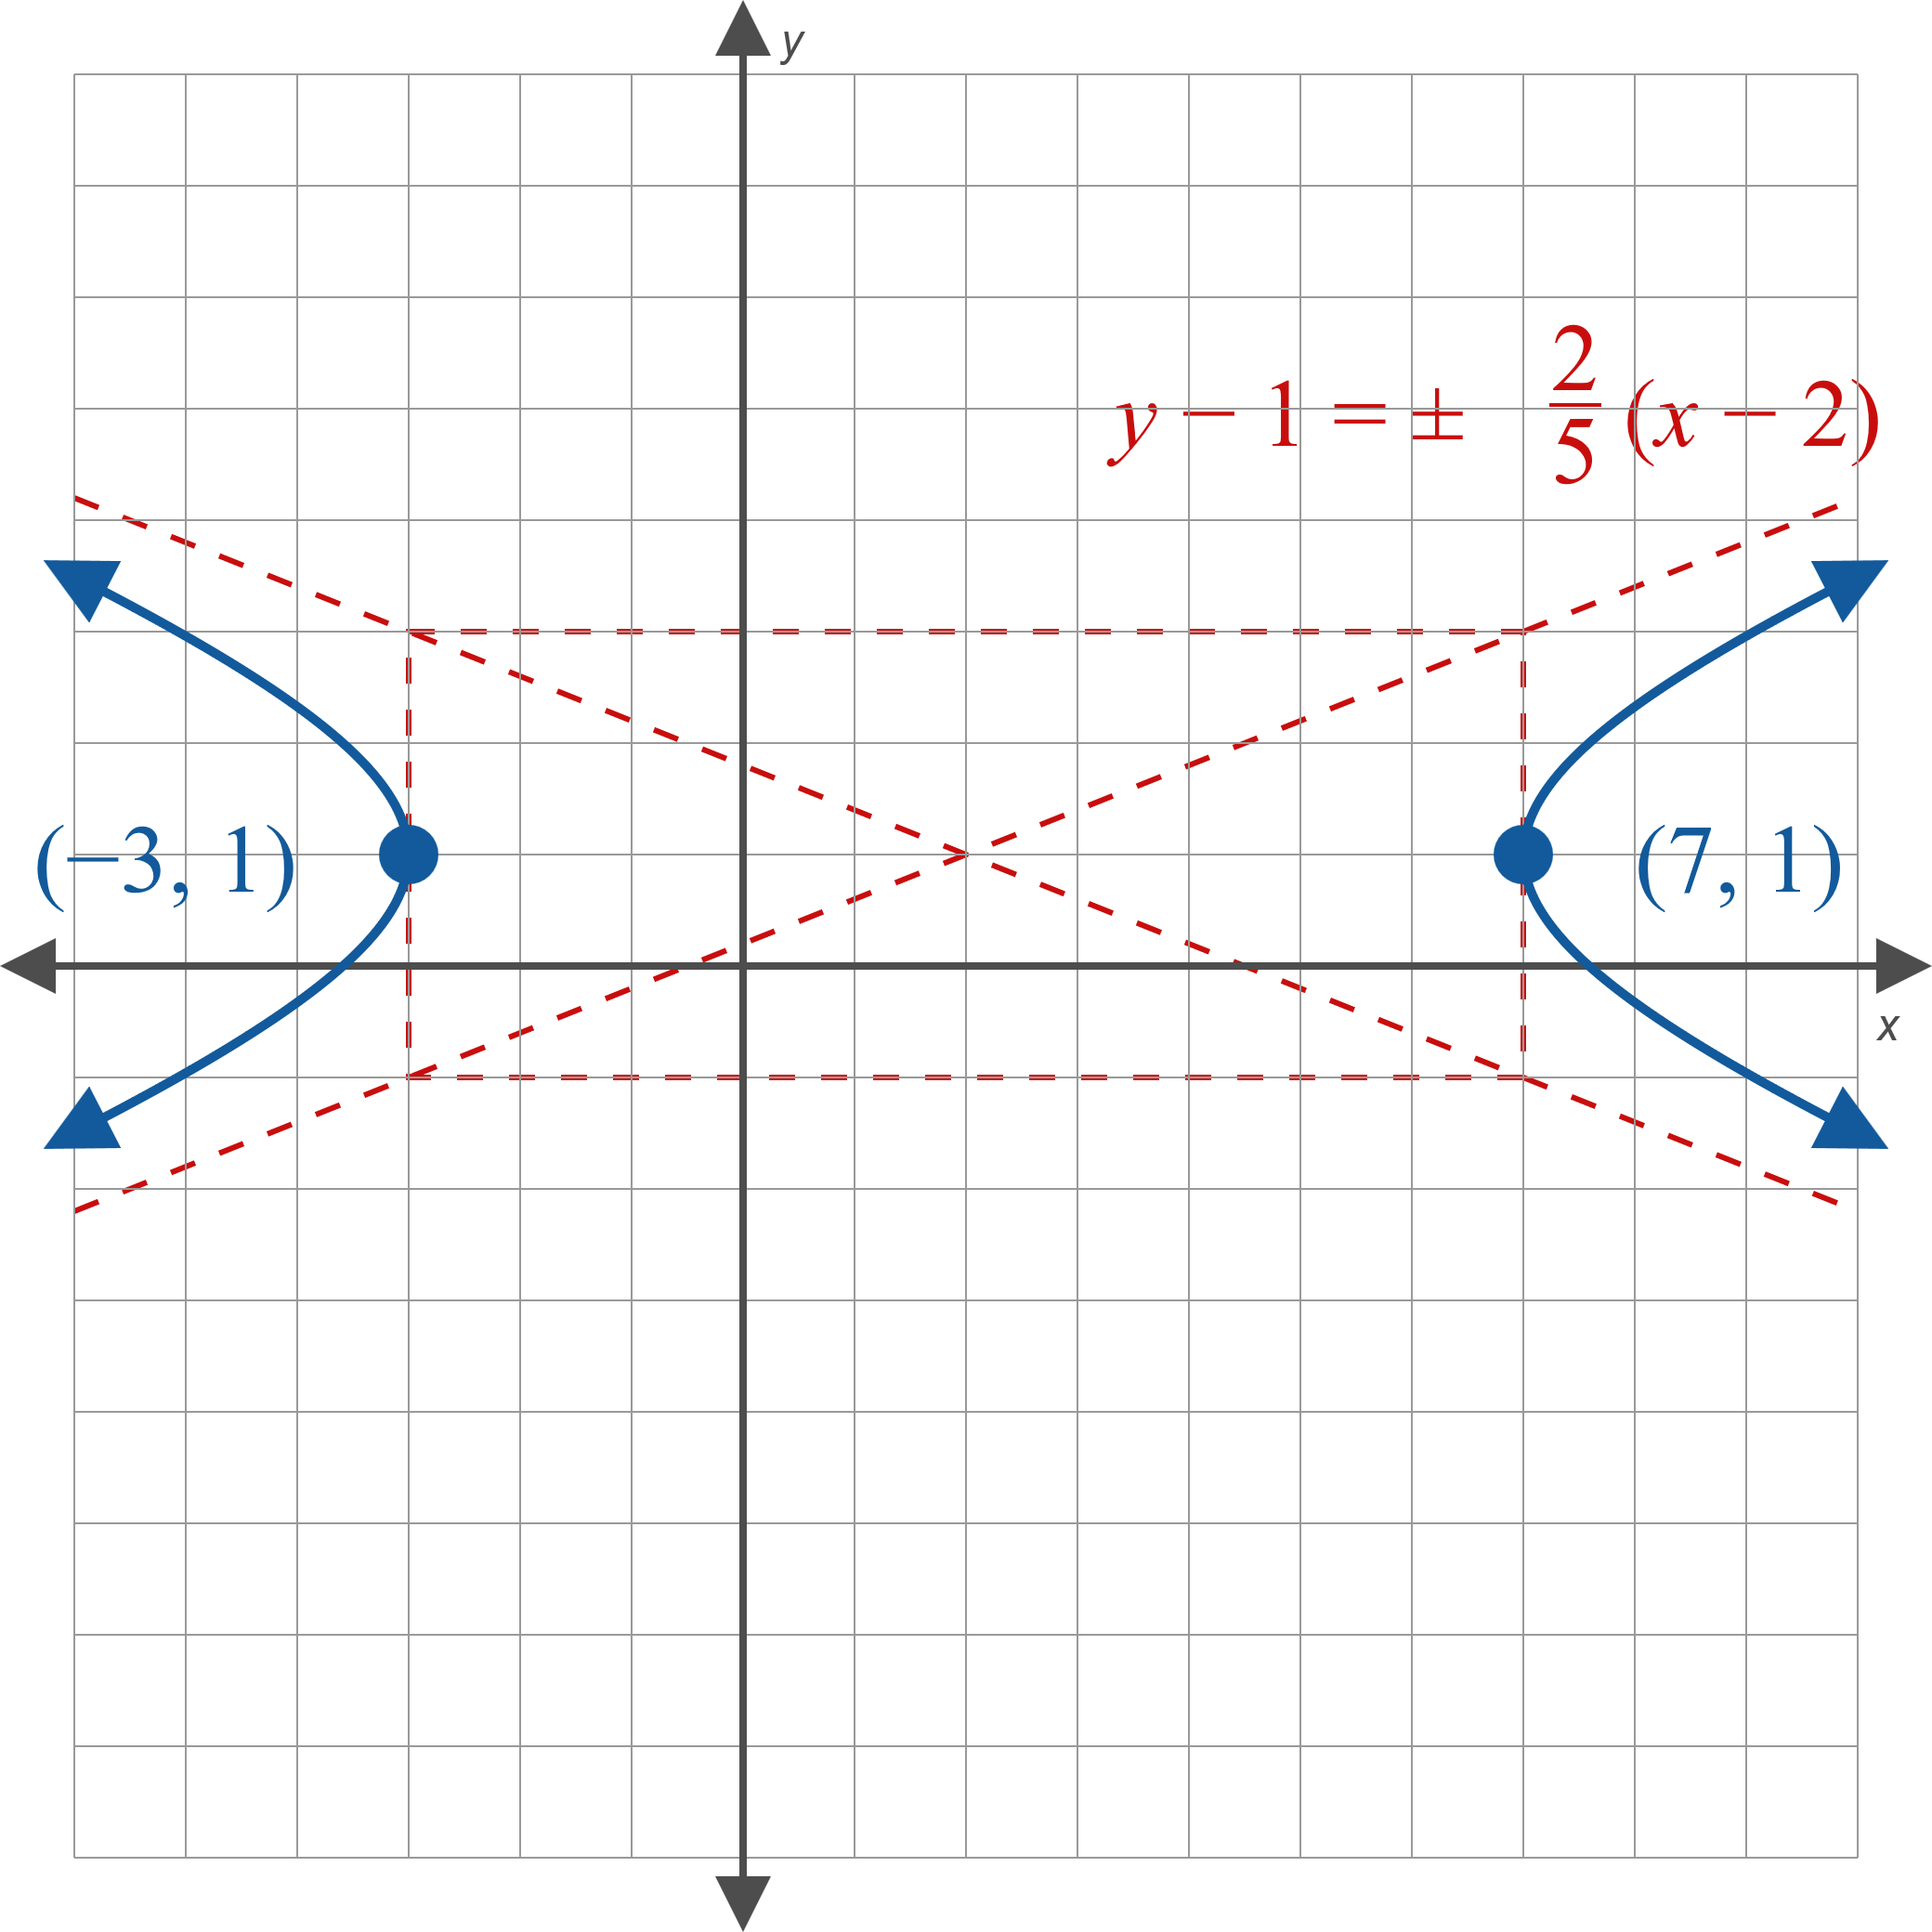 y
y − 1 = ± 2/5 (x − 2)
(−3, 1)
(7, 1)
x